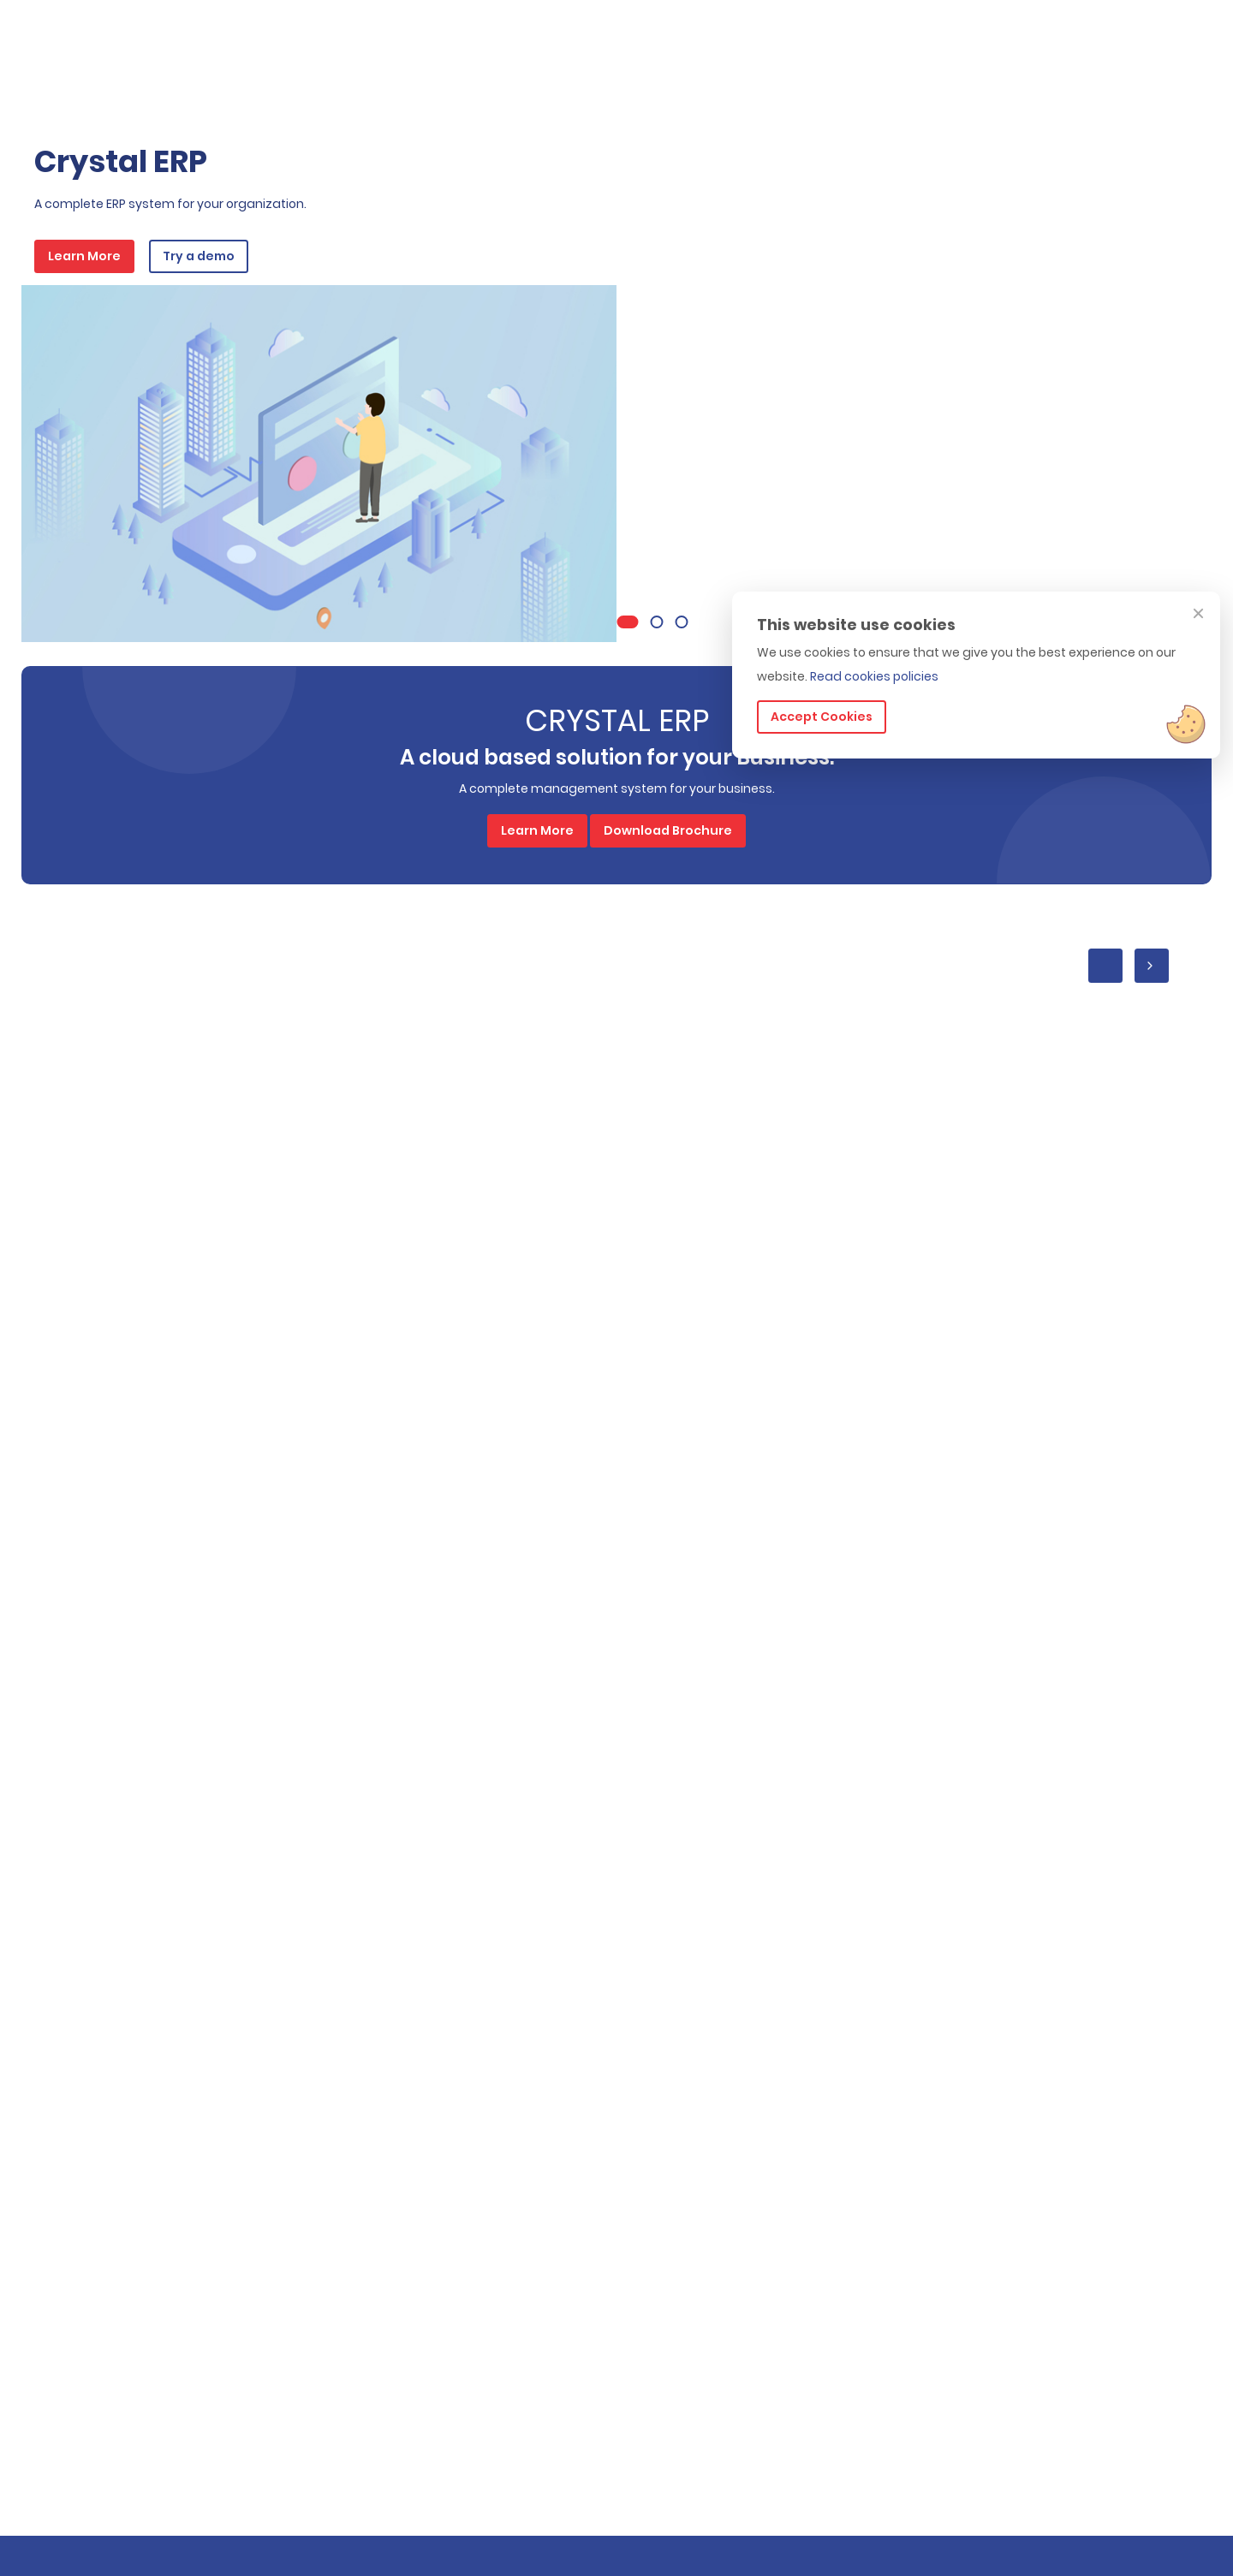 Crystal ERP
A complete ERP system for your organization.
Learn More
Try a demo
This website use cookies
We use cookies to ensure that we give you the best experience on our
website. Read cookies policies
Accept Cookies
CRYSTAL ERP
A cloud based solution for your Business.
A complete management system for your business.
Learn More
Download Brochure